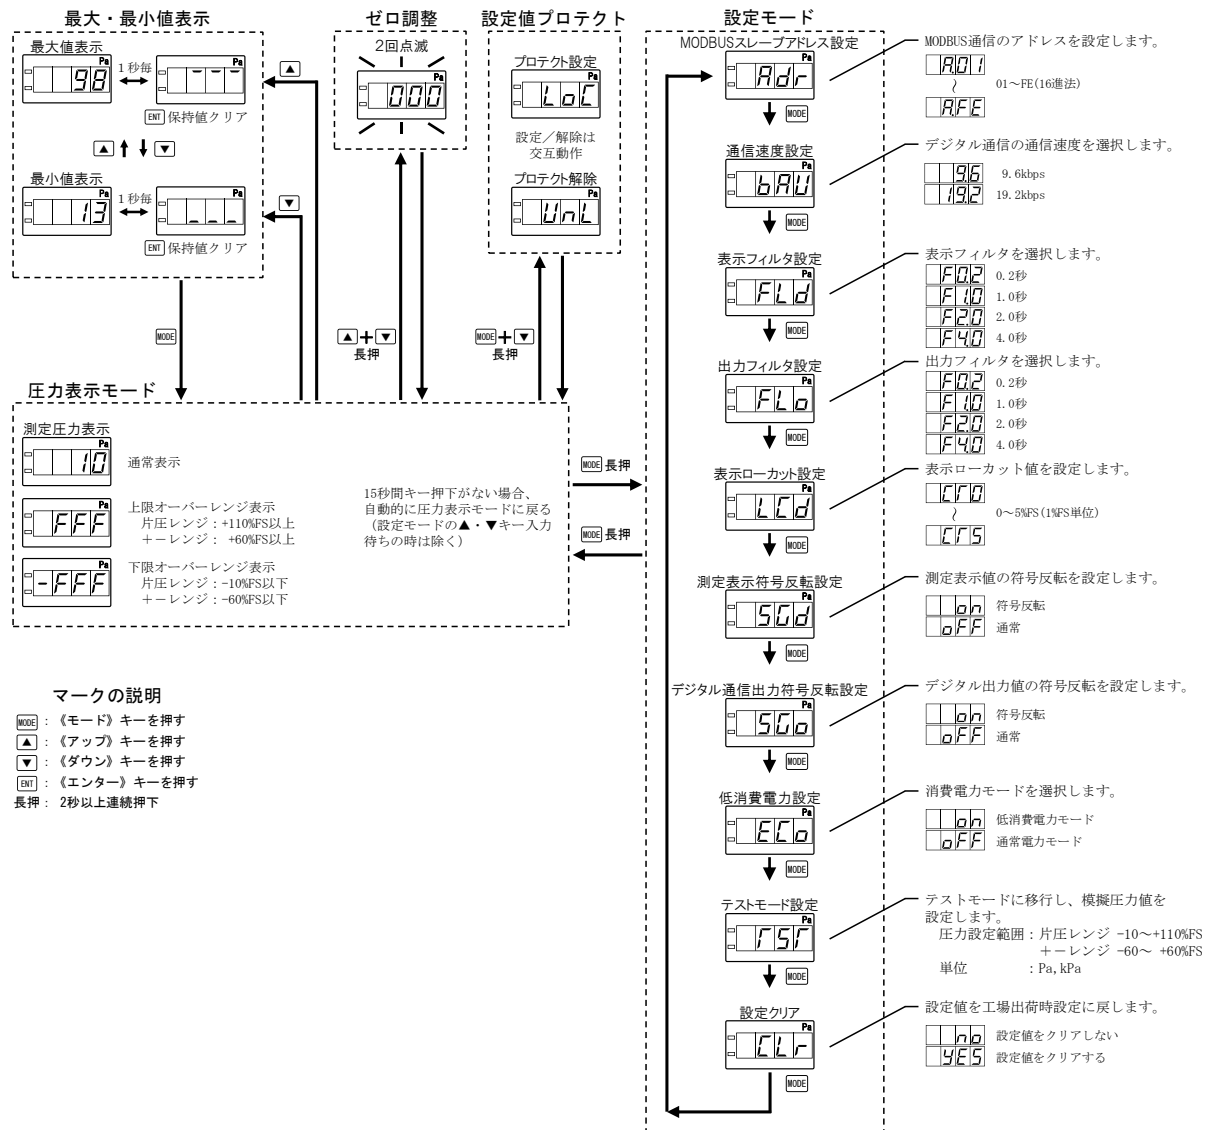 最大・最小値表示
最大値表示
Pa
98
1秒毎
Pa
ENT 保持値クリア
▲
▲ ▼
最小値表示
Pa
13
1秒毎
Pa
ENT 保持値クリア
▼
MODE
ゼロ調整
2回点滅
Pa
000
▲+▼
長押
設定値プロテクト
プロテクト設定
Pa
LoC
設定/解除は
交互動作
プロテクト解除
Pa
UnL
MODE+▼
長押
圧力表示モード
測定圧力表示
Pa
10
通常表示
Pa
FFF
上限オーバーレンジ表示
片圧レンジ:+110%FS以上
+-レンジ: +60%FS以上
Pa
-FFF
下限オーバーレンジ表示
片圧レンジ:-10%FS以下
+-レンジ:-60%FS以下
15秒間キー押下がない場合、
自動的に圧力表示モードに戻る
(設定モードの▲・▼キー入力
待ちの時は除く)
MODE 長押
MODE 長押
マークの説明
MODE : 《モード》キーを押す
▲ : 《アップ》キーを押す
▼ : 《ダウン》キーを押す
ENT : 《エンター》キーを押す
長押: 2秒以上連続押下
設定モード
MODBUSスレーブアドレス設定
Pa
Adr
MODE
MODBUS通信のアドレスを設定します。
A.01
~ 01~FE(16進法)
A.FE
通信速度設定
Pa
bAU
MODE
デジタル通信の通信速度を選択します。
9.6 9.6kbps
19.2 19.2kbps
表示フィルタ設定
Pa
FLd
MODE
表示フィルタを選択します。
F0.2 0.2秒
F1.0 1.0秒
F2.0 2.0秒
F4.0 4.0秒
出力フィルタ設定
Pa
FLo
MODE
出力フィルタを選択します。
F0.2 0.2秒
F1.0 1.0秒
F2.0 2.0秒
F4.0 4.0秒
表示ローカット設定
Pa
LCd
MODE
表示ローカット値を設定します。
CT0
~ 0~5%FS(1%FS単位)
CT5
測定表示符号反転設定
Pa
SGd
MODE
測定表示値の符号反転を設定します。
on 符号反転
oFF 通常
デジタル通信出力符号反転設定
Pa
SGo
MODE
デジタル出力値の符号反転を設定します。
on 符号反転
oFF 通常
低消費電力設定
Pa
ECo
MODE
消費電力モードを選択します。
on 低消費電力モード
oFF 通常電力モード
テストモード設定
Pa
TST
MODE
テストモードに移行し、模擬圧力値を
設定します。
圧力設定範囲:片圧レンジ -10~+110%FS
+-レンジ -60~ +60%FS
単位 :Pa,kPa
設定クリア
Pa
CLr
MODE
設定値を工場出荷時設定に戻します。
no 設定値をクリアしない
YES 設定値をクリアする